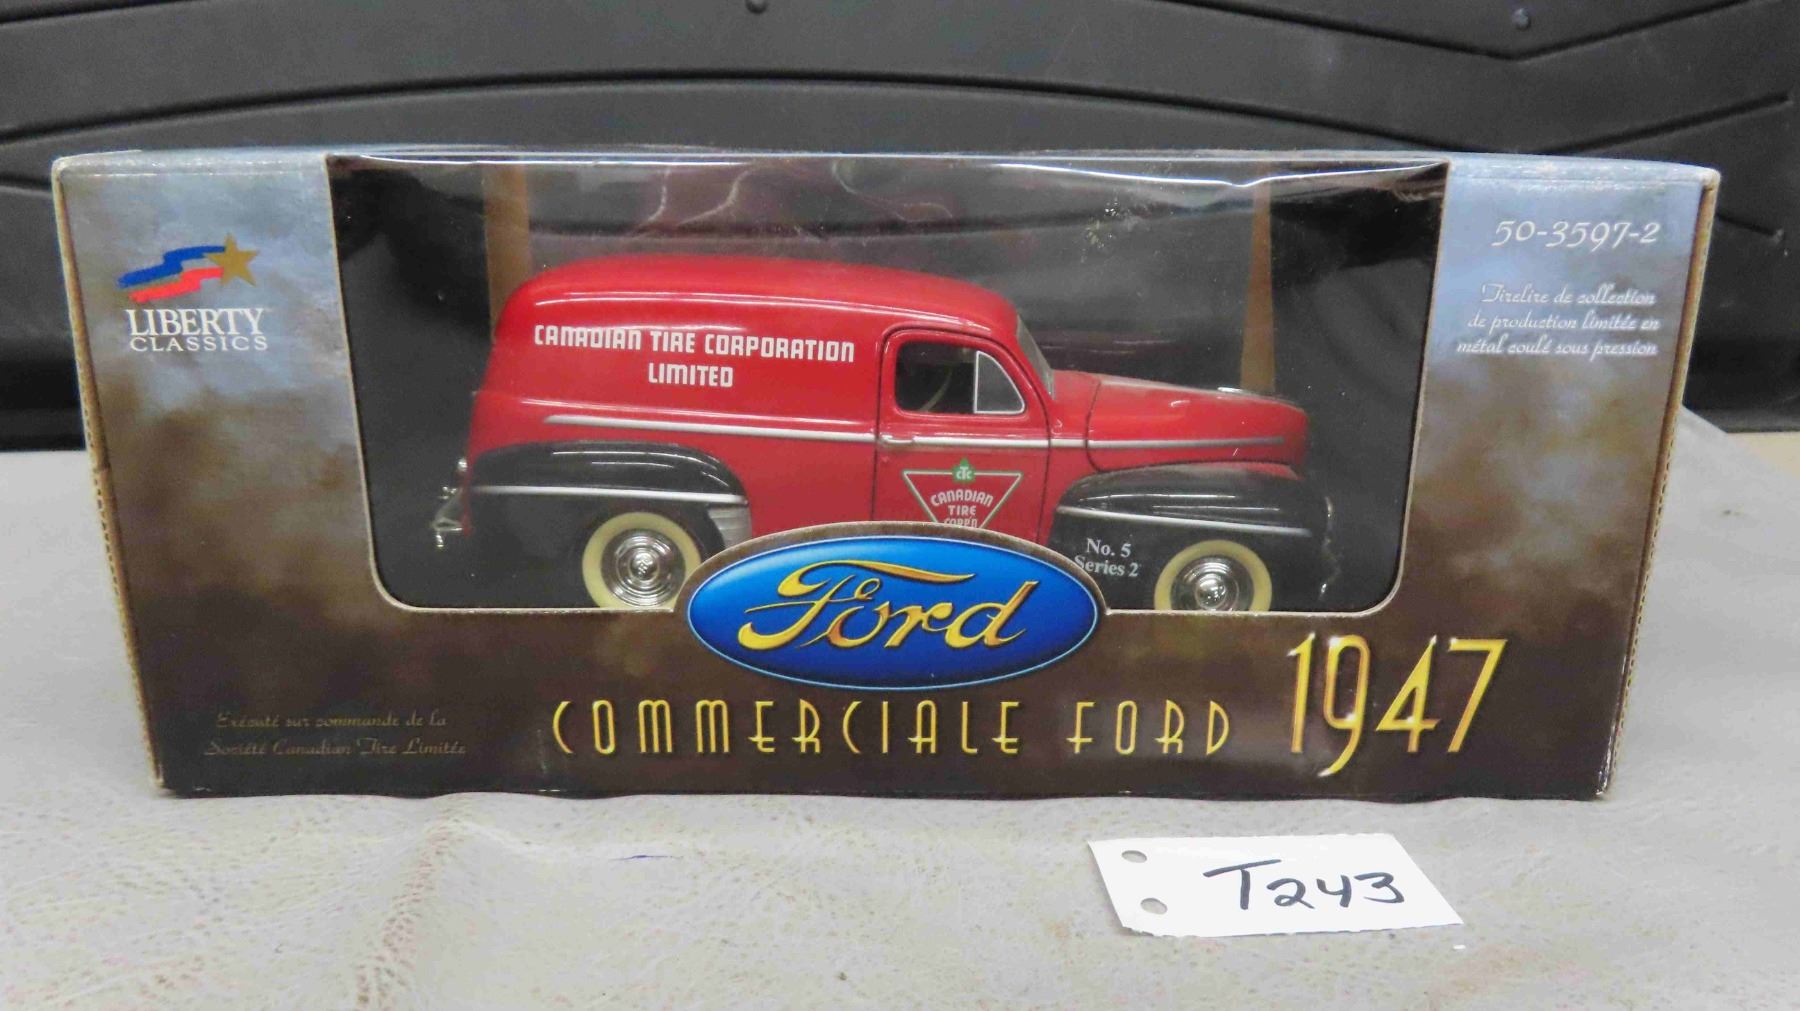 LIBERTY
CLASSICS
50-3597-2
Tirelire de collection
de production limitée en
métal coulé sous pression
CANADIAN TIRE CORPORATION
LIMITED
CTC
CANADIAN
TIRE
CORP'N
No. 5
Series 2
Ford
COMMERCIALE FORD 1947
Exécuté sur commande de la
Société Canadian Tire Limitée
T243